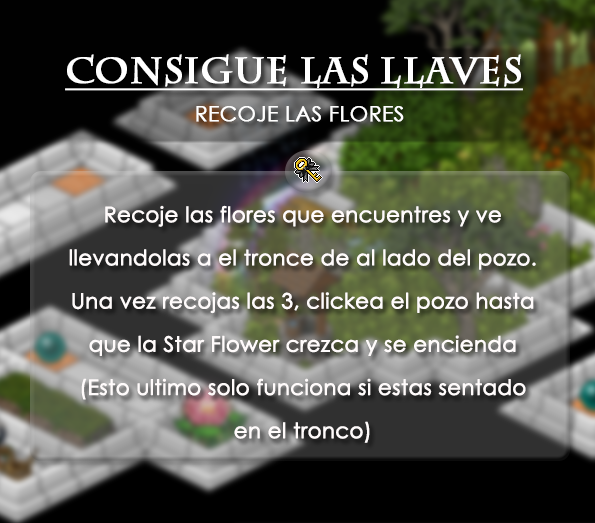 CONSIGUE LAS LLAVES
RECOJE LAS FLORES
Recoje las flores que encuentres y ve
llevandolas a el tronce de al lado del pozo.
Una vez recojas las 3, clickea el pozo hasta
que la Star Flower crezca y se encienda
(Esto ultimo solo funciona si estas sentado
en el tronco)